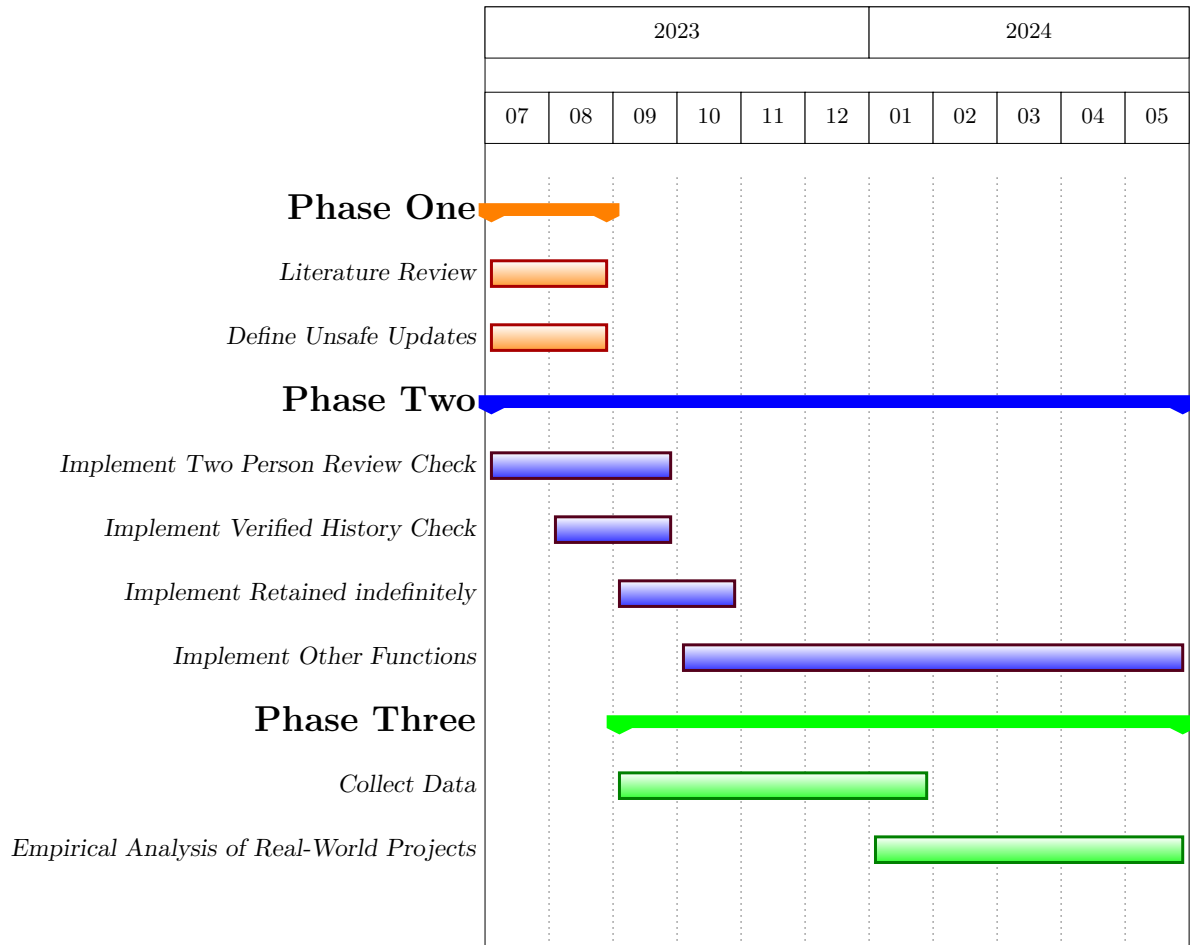 2023 2024
07 08 09 10 11 12 01 02 03 04 05
Phase One
Literature Review
Define Unsafe Updates
Phase Two
Implement Two Person Review Check
Implement Verified History Check
Implement Retained indefinitely
Implement Other Functions
Phase Three
Collect Data
Empirical Analysis of Real-World Projects